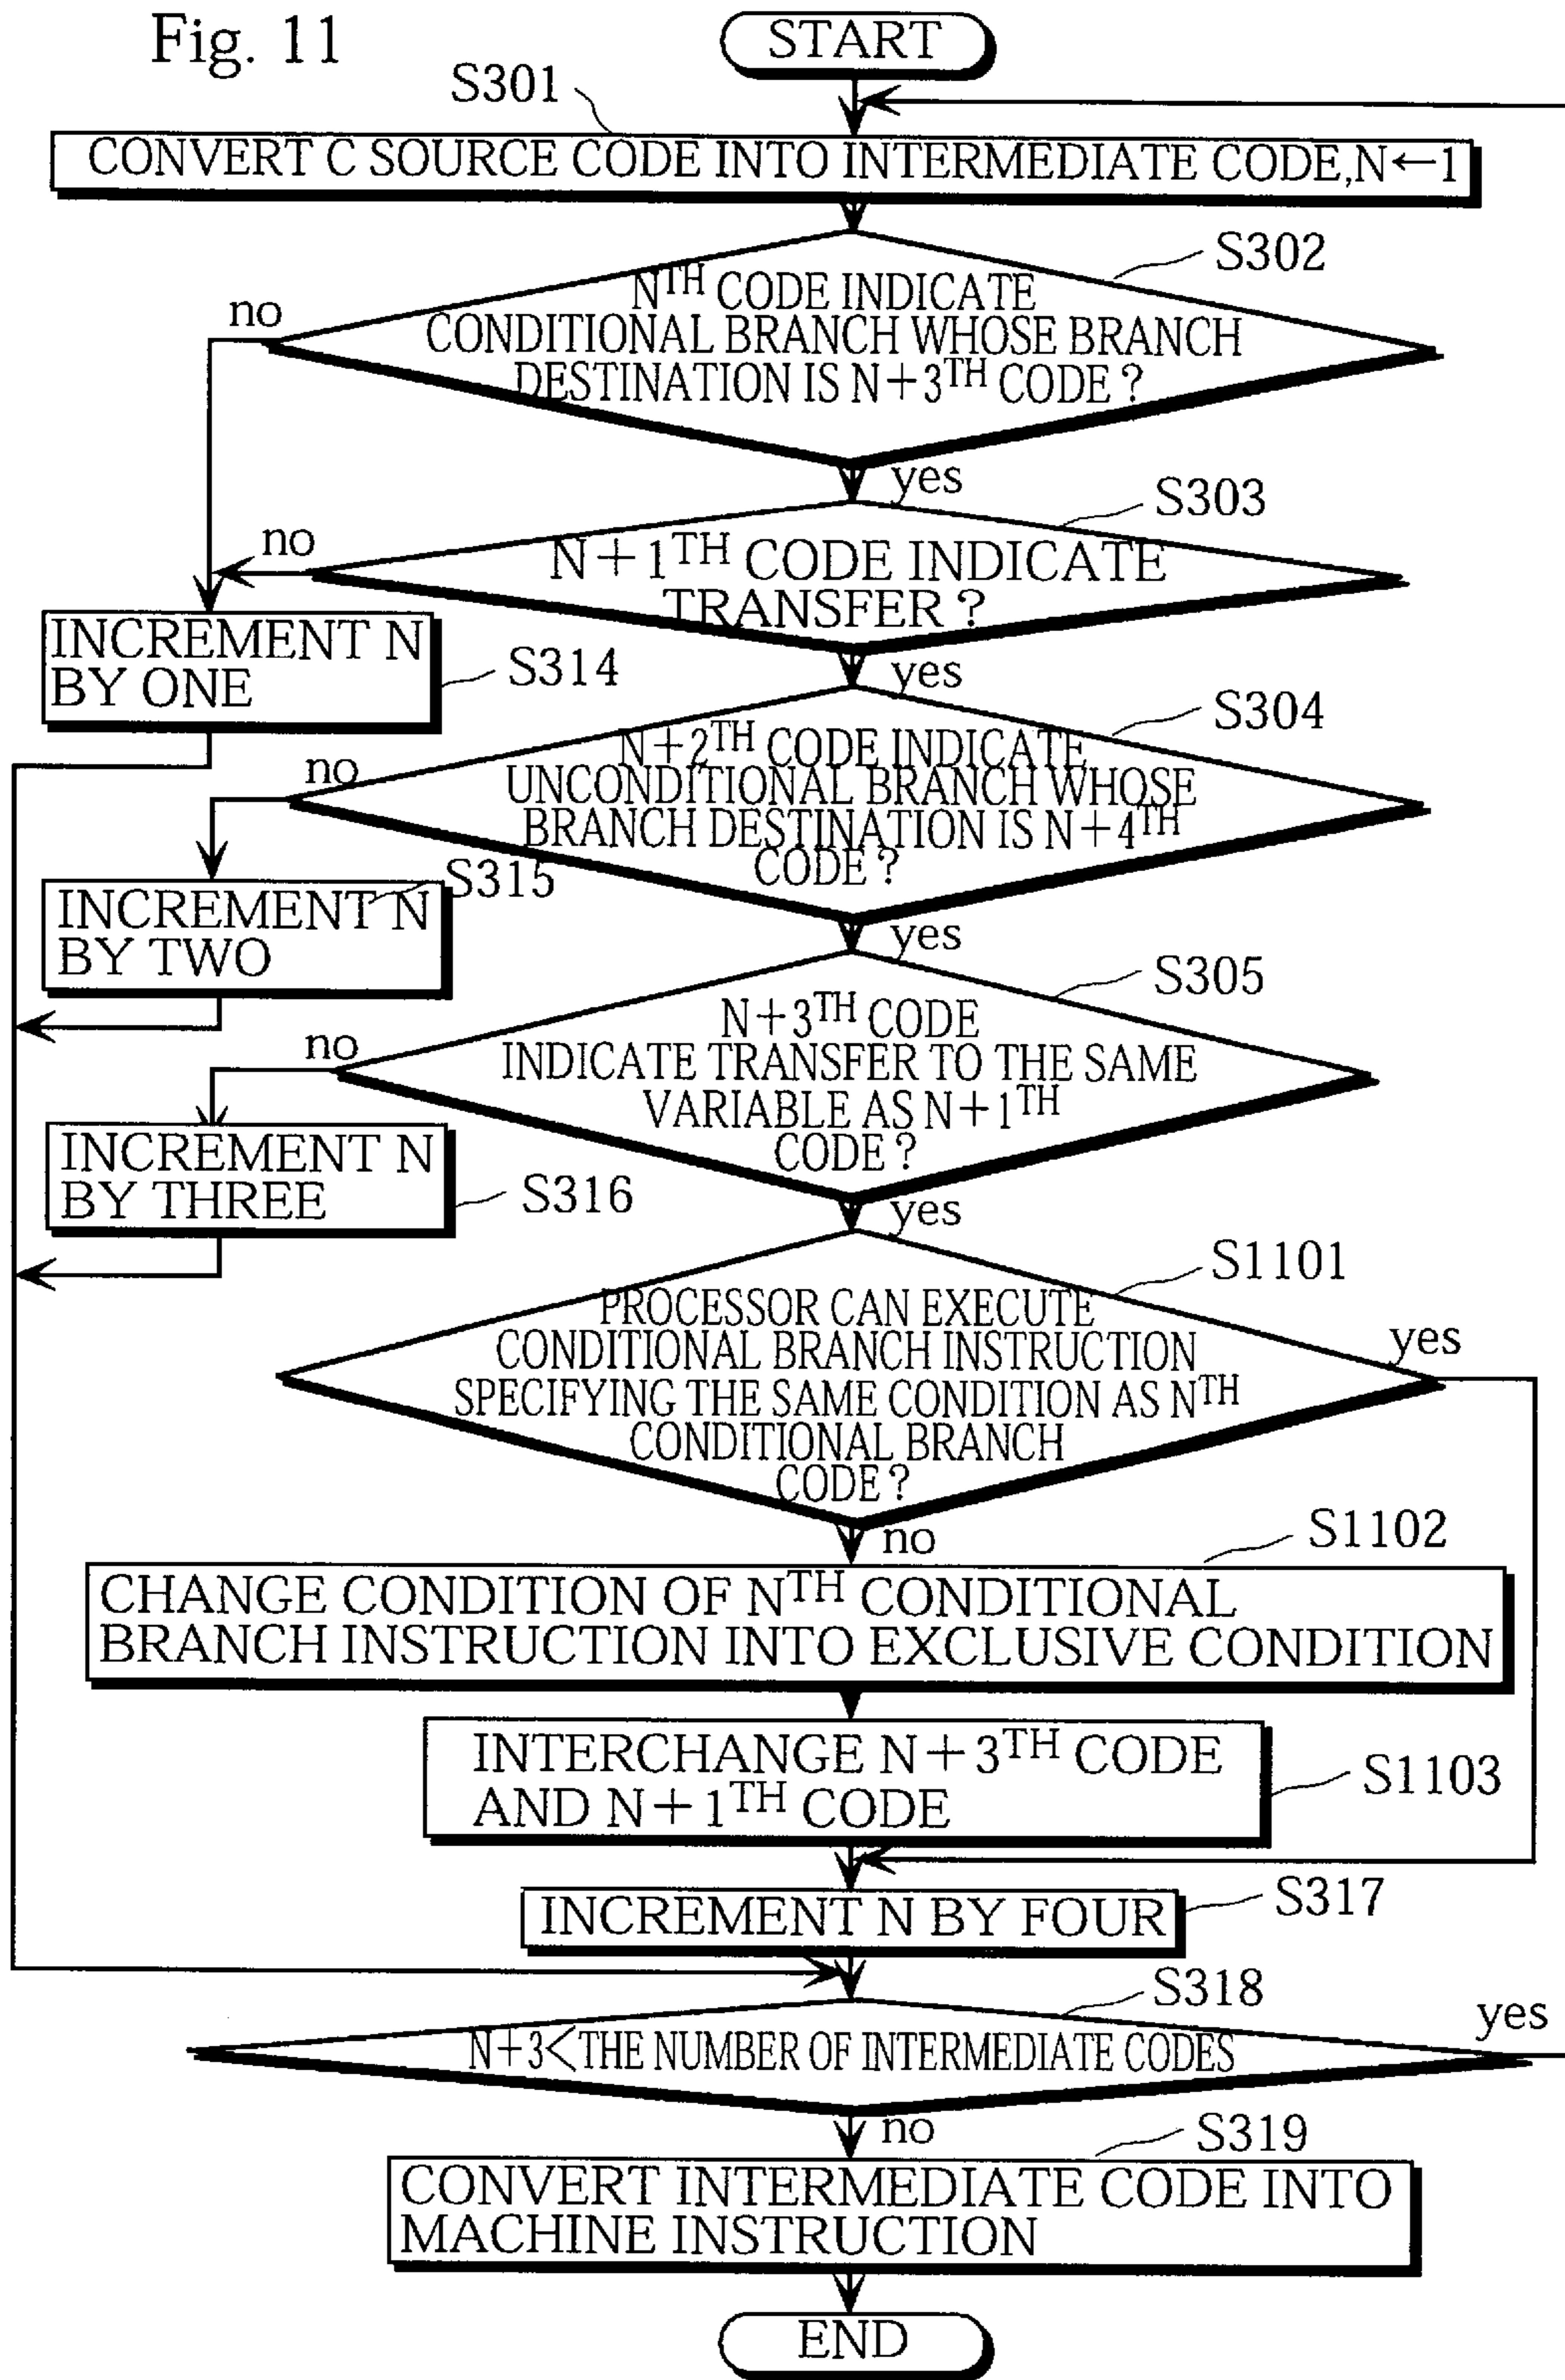 Fig. 11
START
S301
CONVERT C SOURCE CODE INTO INTERMEDIATE CODE,N←1
S302
NTH CODE INDICATE
CONDITIONAL BRANCH WHOSE BRANCH
DESTINATION IS N+3TH CODE?
no
yes
S303
N+1TH CODE INDICATE
TRANSFER?
no
yes
INCREMENT N
BY ONE
S314
S304
N+2TH CODE INDICATE
UNCONDITIONAL BRANCH WHOSE
BRANCH DESTINATION IS N+4TH
CODE?
no
yes
S315
INCREMENT N
BY TWO
S305
N+3TH CODE
INDICATE TRANSFER TO THE SAME
VARIABLE AS N+1TH
CODE?
no
yes
INCREMENT N
BY THREE
S316
S1101
PROCESSOR CAN EXECUTE
CONDITIONAL BRANCH INSTRUCTION
SPECIFYING THE SAME CONDITION AS NTH
CONDITIONAL BRANCH
CODE?
yes
no
S1102
CHANGE CONDITION OF NTH CONDITIONAL
BRANCH INSTRUCTION INTO EXCLUSIVE CONDITION
INTERCHANGE N+3TH CODE
AND N+1TH CODE
S1103
INCREMENT N BY FOUR
S317
S318
N+3<THE NUMBER OF INTERMEDIATE CODES
yes
no
S319
CONVERT INTERMEDIATE CODE INTO
MACHINE INSTRUCTION
END